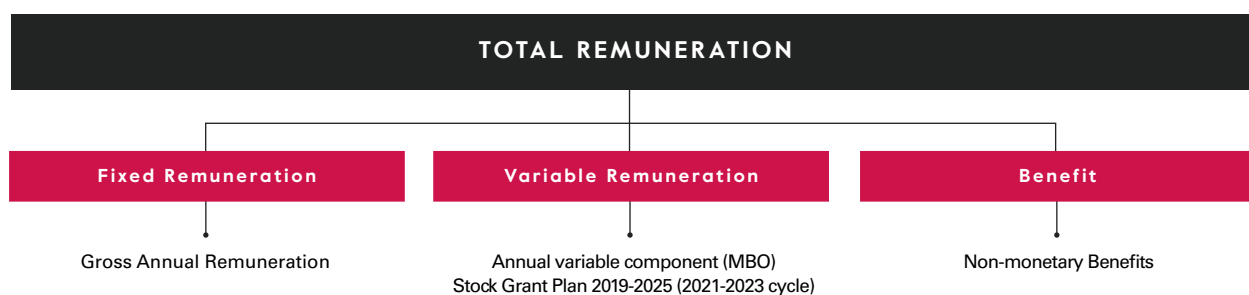 TOTAL REMUNERATION
Fixed Remuneration
Variable Remuneration
Benefit
Gross Annual Remuneration
Annual variable component (MBO)
Stock Grant Plan 2019-2025 (2021-2023 cycle)
Non-monetary Benefits